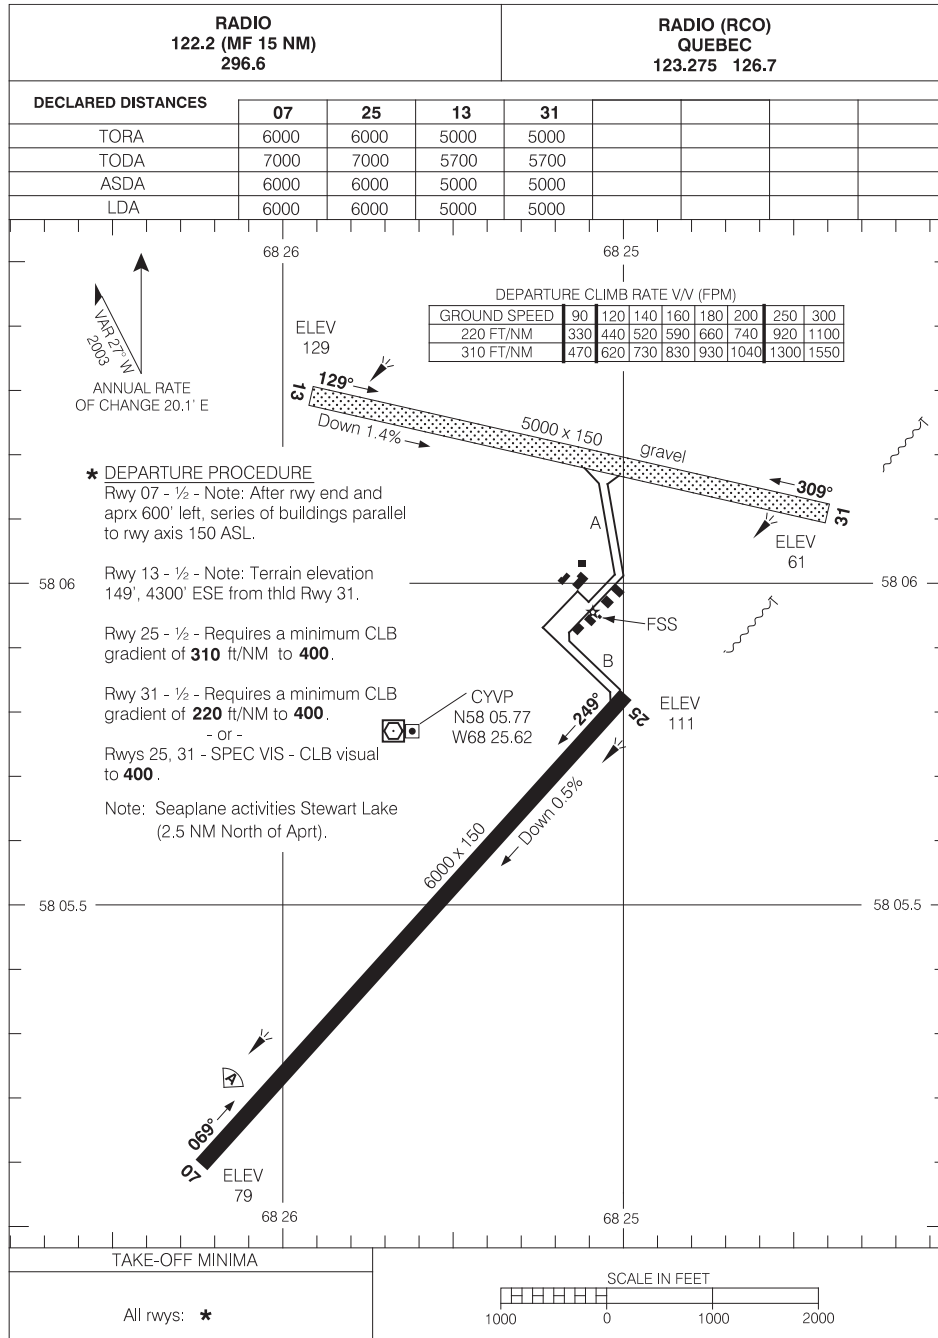 RADIO
122.2 (MF 15 NM)
296.6
RADIO (RCO)
QUEBEC
123.275 126.7
DECLARED DISTANCES
07 25 13 31
TORA 6000 6000 5000 5000
TODA 7000 7000 5700 5700
ASDA 6000 6000 5000 5000
LDA 6000 6000 5000 5000
68 26
68 25
VAR 27° W
2003
ANNUAL RATE
OF CHANGE 20.1' E
DEPARTURE CLIMB RATE V/V (FPM)
GROUND SPEED 90 120 140 160 180 200 250 300
220 FT/NM 330 440 520 590 660 740 920 1100
310 FT/NM 470 620 730 830 930 1040 1300 1550
ELEV
129
13
129°
Down 1.4%
5000 x 150
gravel
309°
31
ELEV
61
* DEPARTURE PROCEDURE
Rwy 07 - ½ - Note: After rwy end and
aprx 600' left, series of buildings parallel
to rwy axis 150 ASL.
Rwy 13 - ½ - Note: Terrain elevation
149', 4300' ESE from thld Rwy 31.
Rwy 25 - ½ - Requires a minimum CLB
gradient of 310 ft/NM to 400.
Rwy 31 - ½ - Requires a minimum CLB
gradient of 220 ft/NM to 400.
- or -
Rwys 25, 31 - SPEC VIS - CLB visual
to 400.
Note: Seaplane activities Stewart Lake
(2.5 NM North of Aprt).
A
58 06
58 06
FSS
B
CYVP
N58 05.77
W68 25.62
249°
25
ELEV
111
Down 0.5%
6000 x 150
58 05.5
58 05.5
A
069°
07
ELEV
79
68 26
68 25
TAKE-OFF MINIMA
All rwys: *
SCALE IN FEET
1000 0 1000 2000